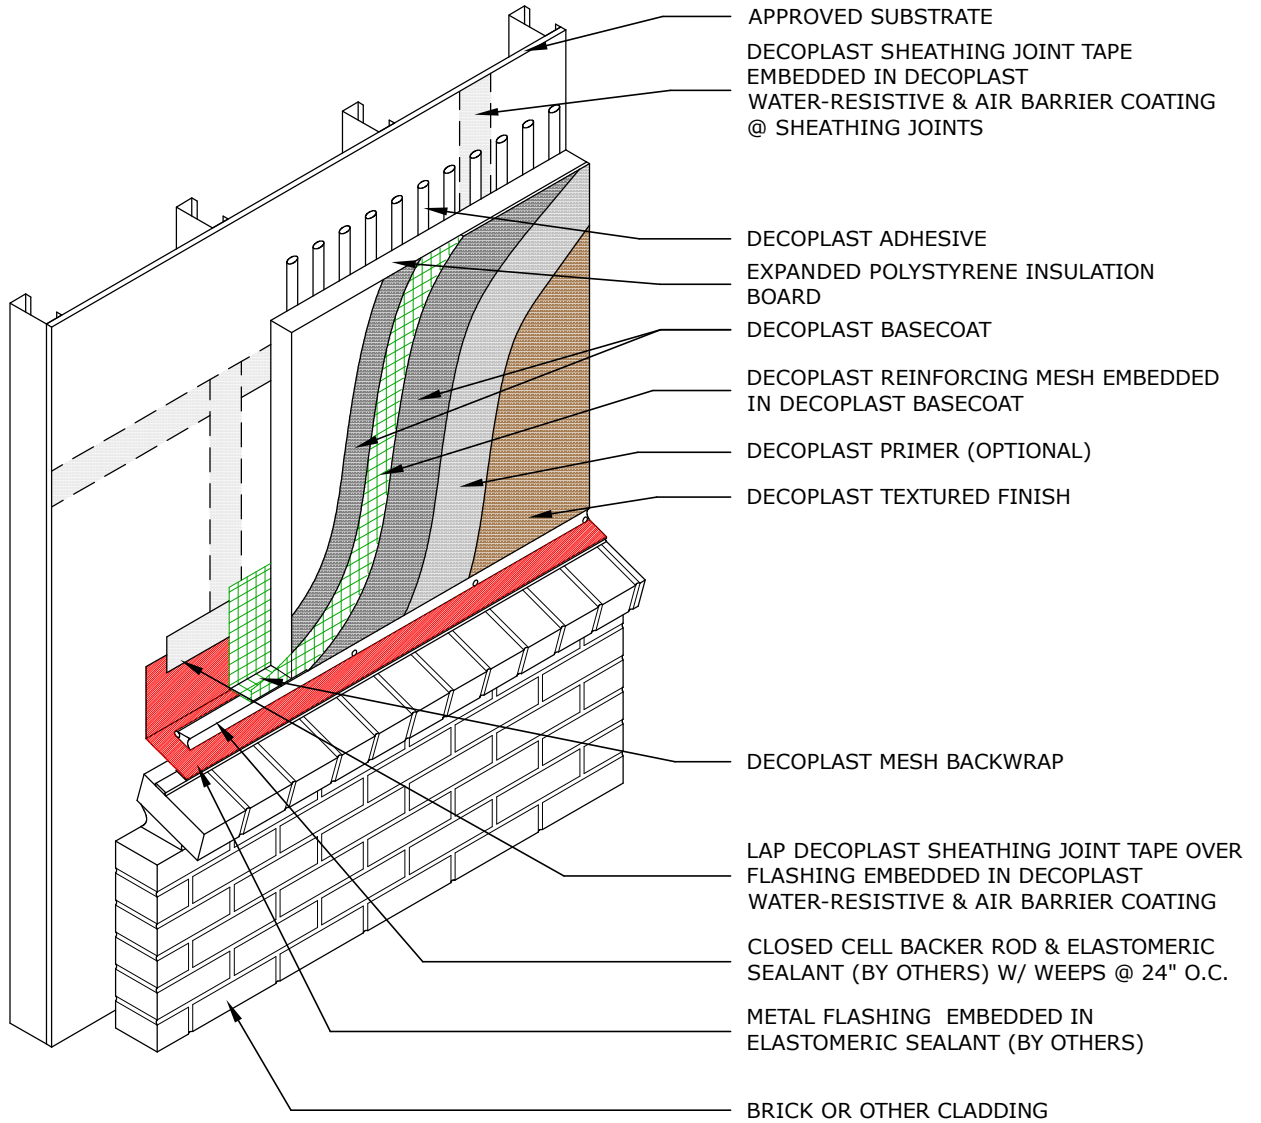 APPROVED SUBSTRATE
DECOPLAST SHEATHING JOINT TAPE
EMBEDDED IN DECOPLAST
WATER-RESISTIVE & AIR BARRIER COATING
@ SHEATHING JOINTS
DECOPLAST ADHESIVE
EXPANDED POLYSTYRENE INSULATION
BOARD
DECOPLAST BASECOAT
DECOPLAST REINFORCING MESH EMBEDDED
IN DECOPLAST BASECOAT
DECOPLAST PRIMER (OPTIONAL)
DECOPLAST TEXTURED FINISH
DECOPLAST MESH BACKWRAP
LAP DECOPLAST SHEATHING JOINT TAPE OVER
FLASHING EMBEDDED IN DECOPLAST
WATER-RESISTIVE & AIR BARRIER COATING
CLOSED CELL BACKER ROD & ELASTOMERIC
SEALANT (BY OTHERS) W/ WEEPS @ 24" O.C.
METAL FLASHING  EMBEDDED IN
ELASTOMERIC SEALANT (BY OTHERS)
BRICK OR OTHER CLADDING